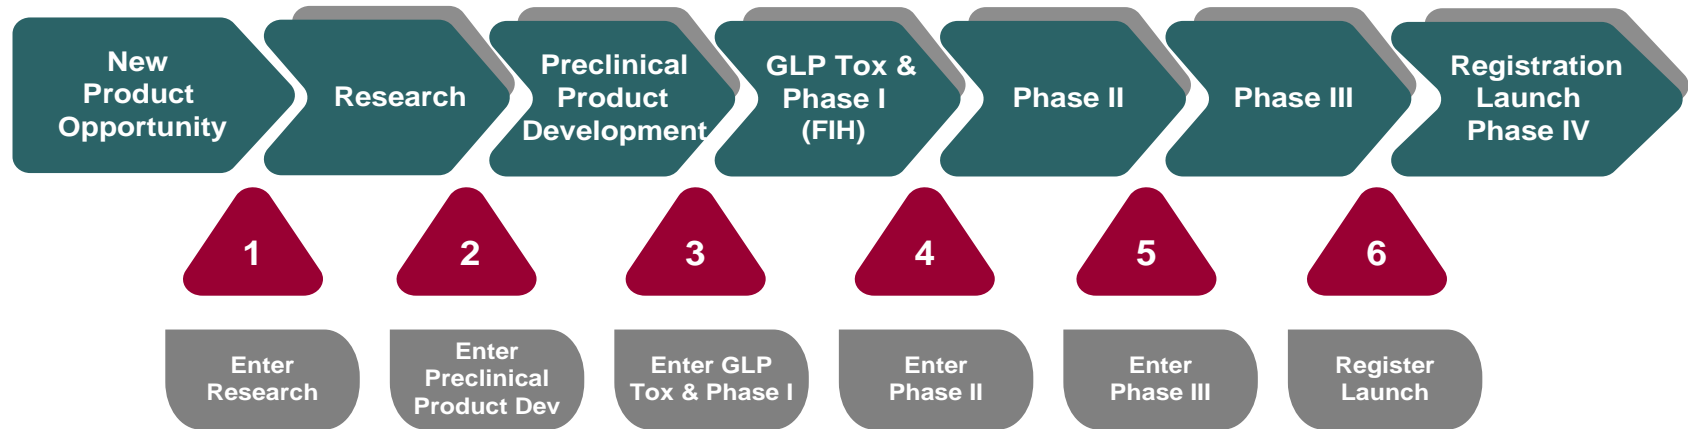 New
Product
Opportunity
Research
Preclinical
Product
Development
GLP Tox &
Phase I
(FIH)
Phase II
Phase III
Registration
Launch
Phase IV
1
2
3
4
5
6
Enter
Research
Enter
Preclinical
Product Dev
Enter GLP
Tox & Phase I
Enter
Phase II
Enter
Phase III
Register
Launch